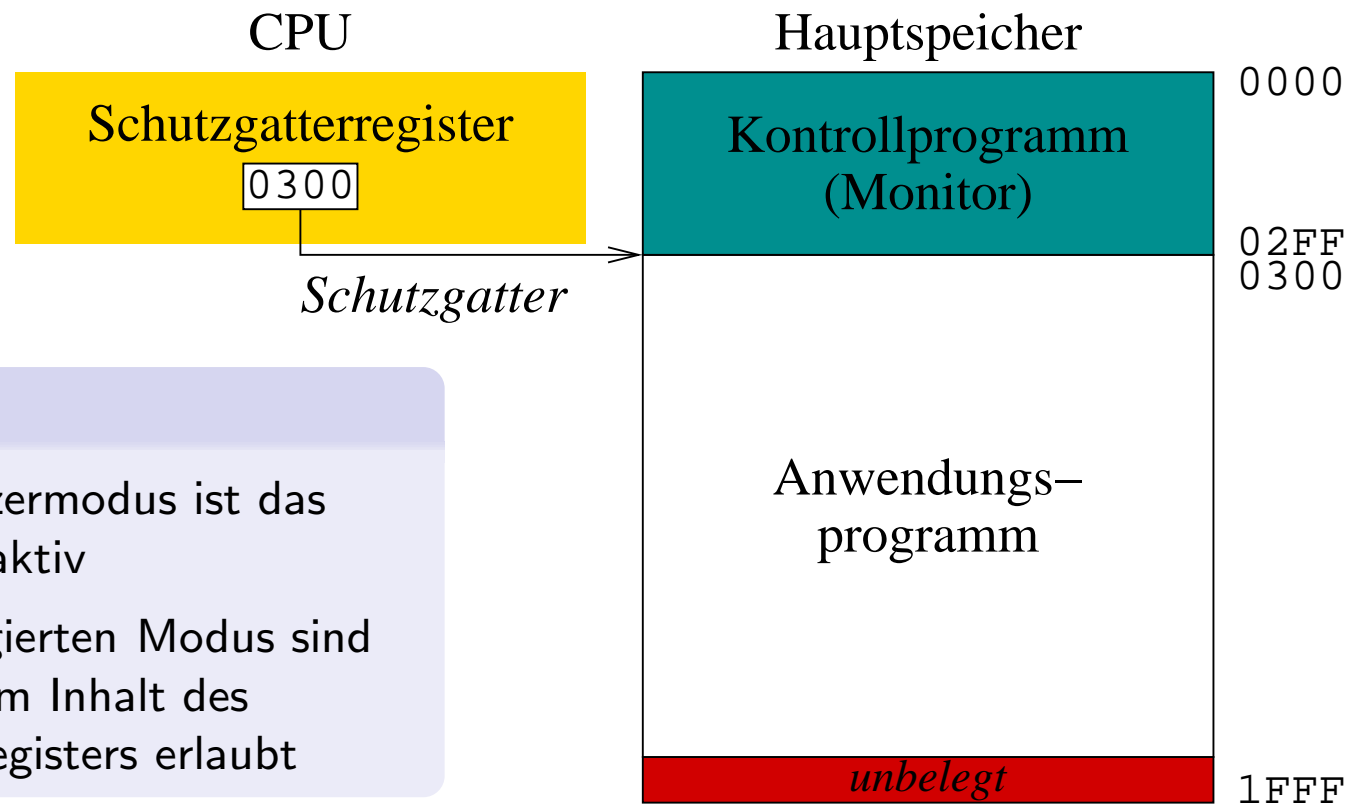 CPU
Schutzgatterregister
0300
Schutzgatter
Hauptspeicher
0000
Kontrollprogramm
(Monitor)
02FF
0300
Anwendungs–
programm
unbelegt
1FFF
zermodus ist das
aktiv
gierten Modus sind
m Inhalt des
egisters erlaubt